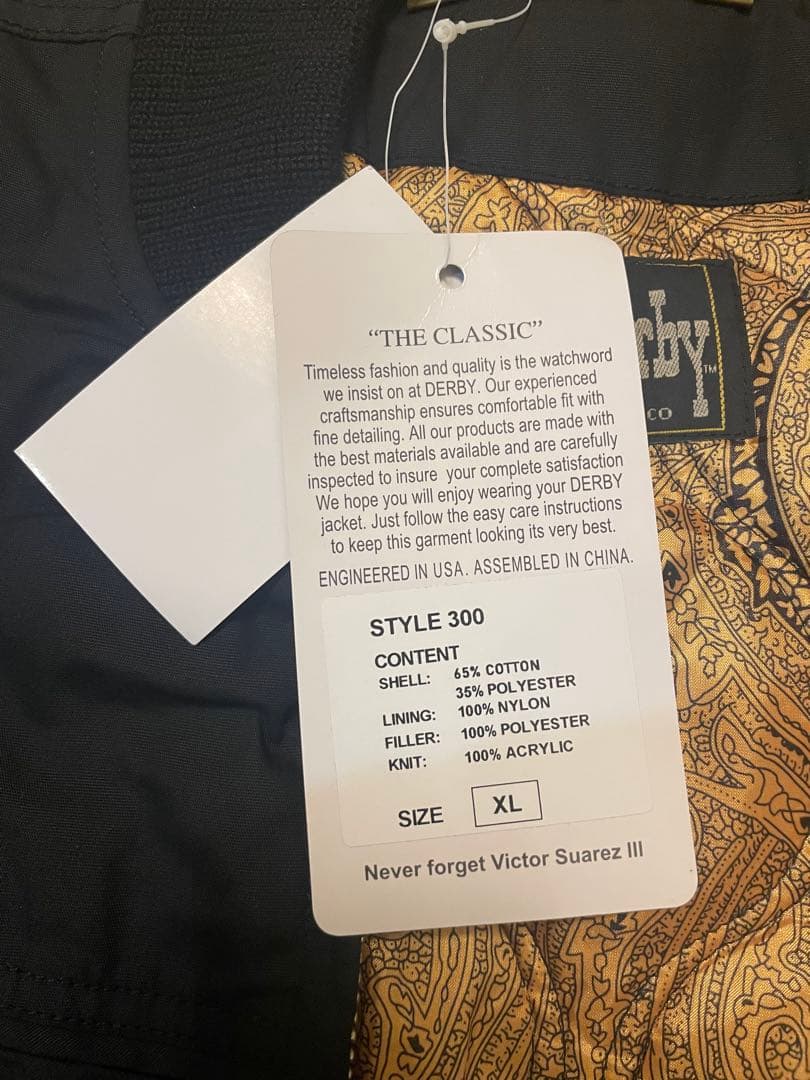 “THE CLASSIC”
Timeless fashion and quality is the watchword
we insist on at DERBY. Our experienced
craftsmanship ensures comfortable fit with
fine detailing. All our products are made with
the best materials available and are carefully
inspected to insure your complete satisfaction
We hope you will enjoy wearing your DERBY
jacket. Just follow the easy care instructions
to keep this garment looking its very best.
ENGINEERED IN USA. ASSEMBLED IN CHINA.
STYLE 300
CONTENT
SHELL: 65% COTTON
35% POLYESTER
LINING: 100% NYLON
FILLER: 100% POLYESTER
KNIT: 100% ACRYLIC
SIZE XL
Never forget Victor Suarez III
rby™
CO